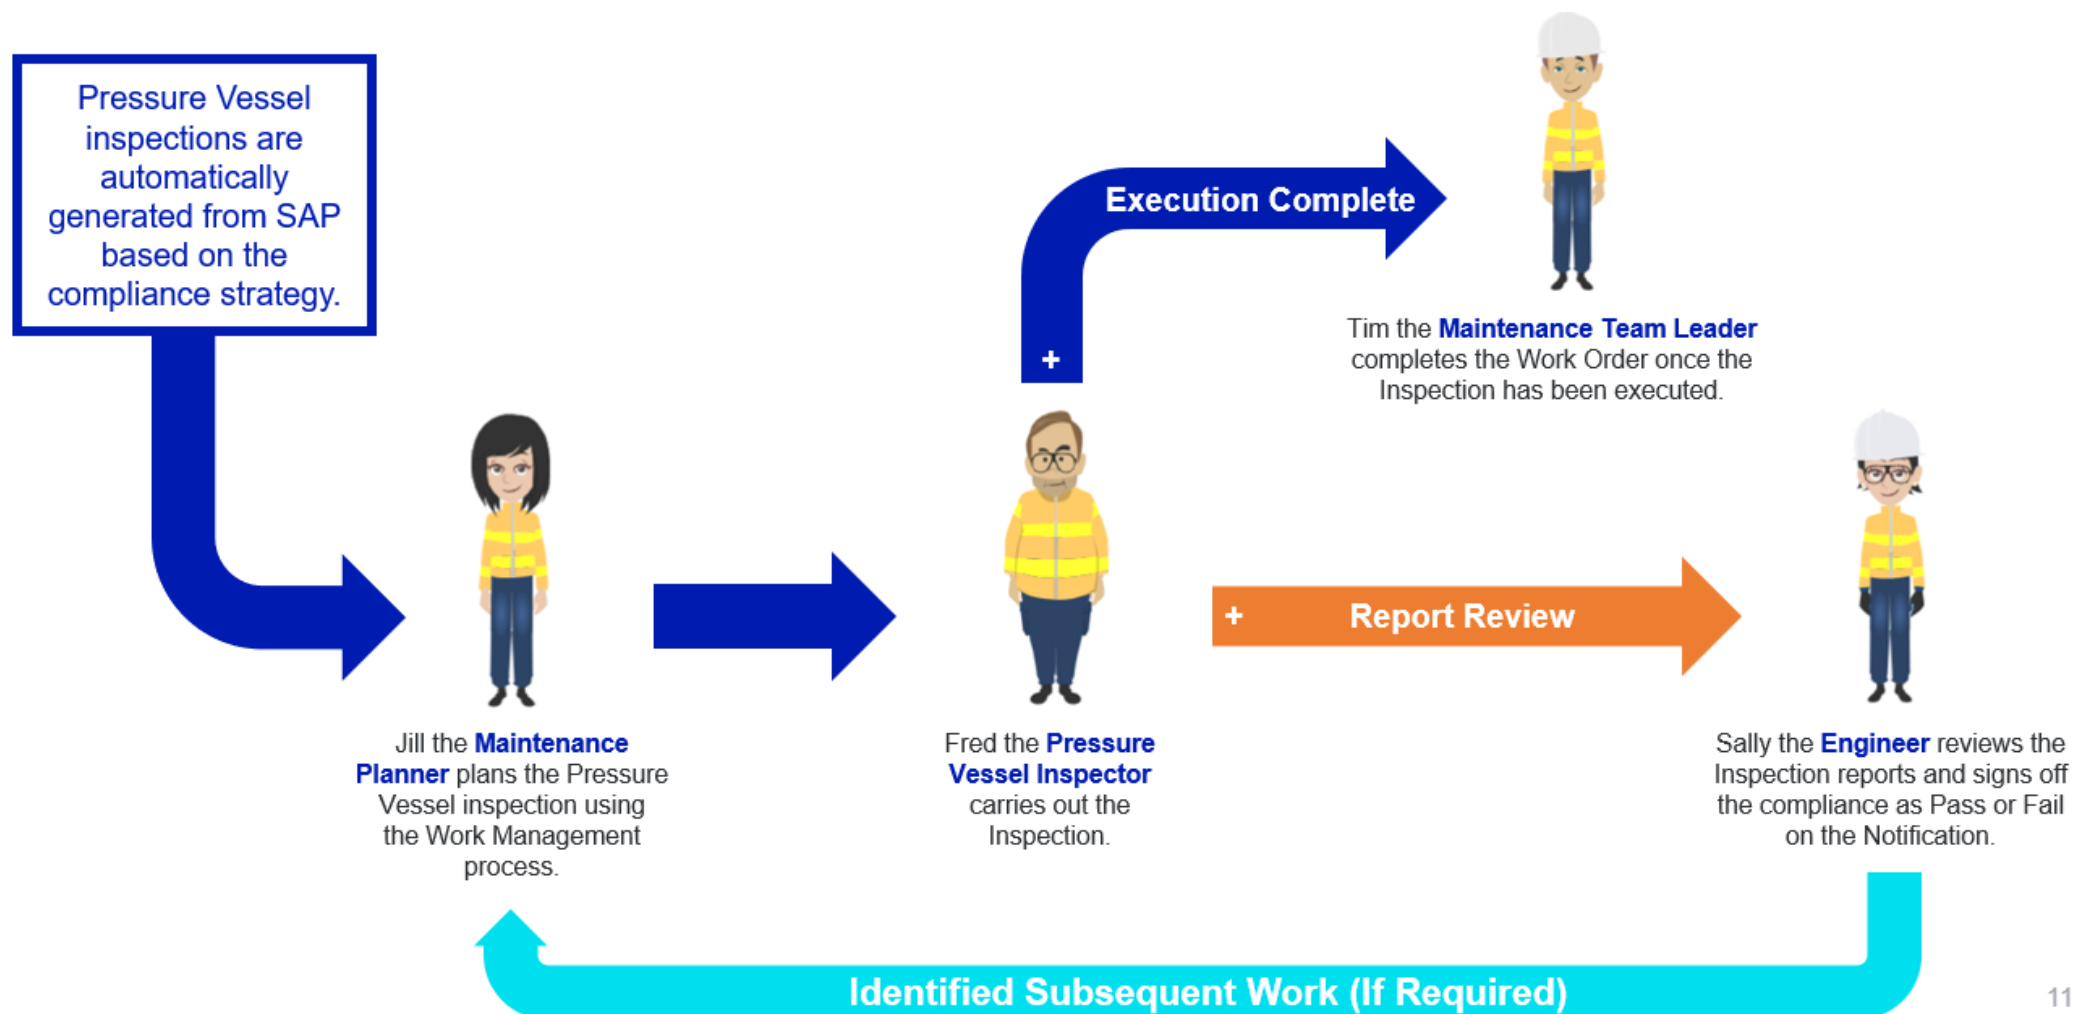 Pressure Vessel
inspections are
automatically
generated from SAP
based on the
compliance strategy.
Execution Complete
+
Tim the Maintenance Team Leader
completes the Work Order once the
Inspection has been executed.
+ Report Review
Jill the Maintenance
Planner plans the Pressure
Vessel inspection using
the Work Management
process.
Fred the Pressure
Vessel Inspector
carries out the
Inspection.
Sally the Engineer reviews the
Inspection reports and signs off
the compliance as Pass or Fail
on the Notification.
Identified Subsequent Work (If Required)
11